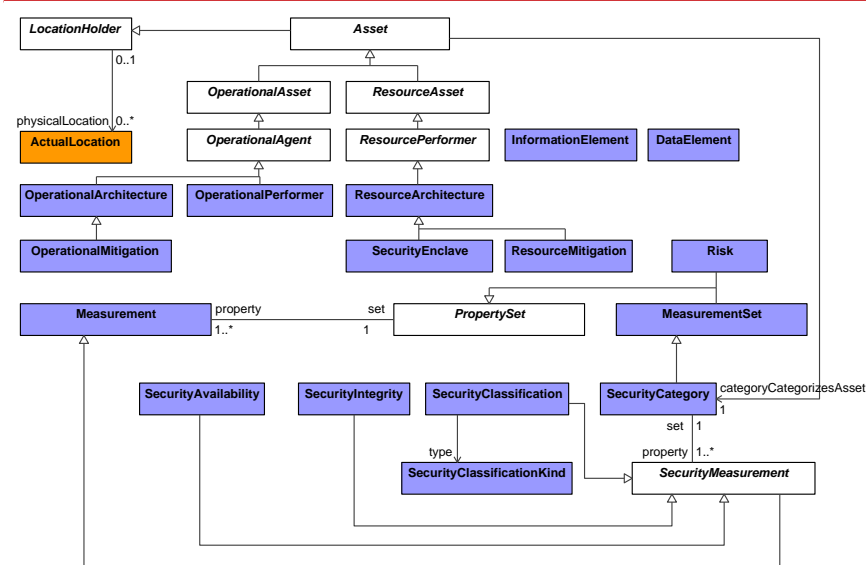 LocationHolder
Asset
0..1
OperationalAsset
ResourceAsset
physicalLocation 0..*
ActualLocation
OperationalAgent
ResourcePerformer
InformationElement
DataElement
OperationalArchitecture
OperationalPerformer
ResourceArchitecture
OperationalMitigation
SecurityEnclave
ResourceMitigation
Risk
Measurement
property
set
1..*
1
PropertySet
MeasurementSet
SecurityAvailability
SecurityIntegrity
SecurityClassification
SecurityCategory
categoryCategorizesAsset
1
set 1
type
property 1..*
SecurityClassificationKind
SecurityMeasurement